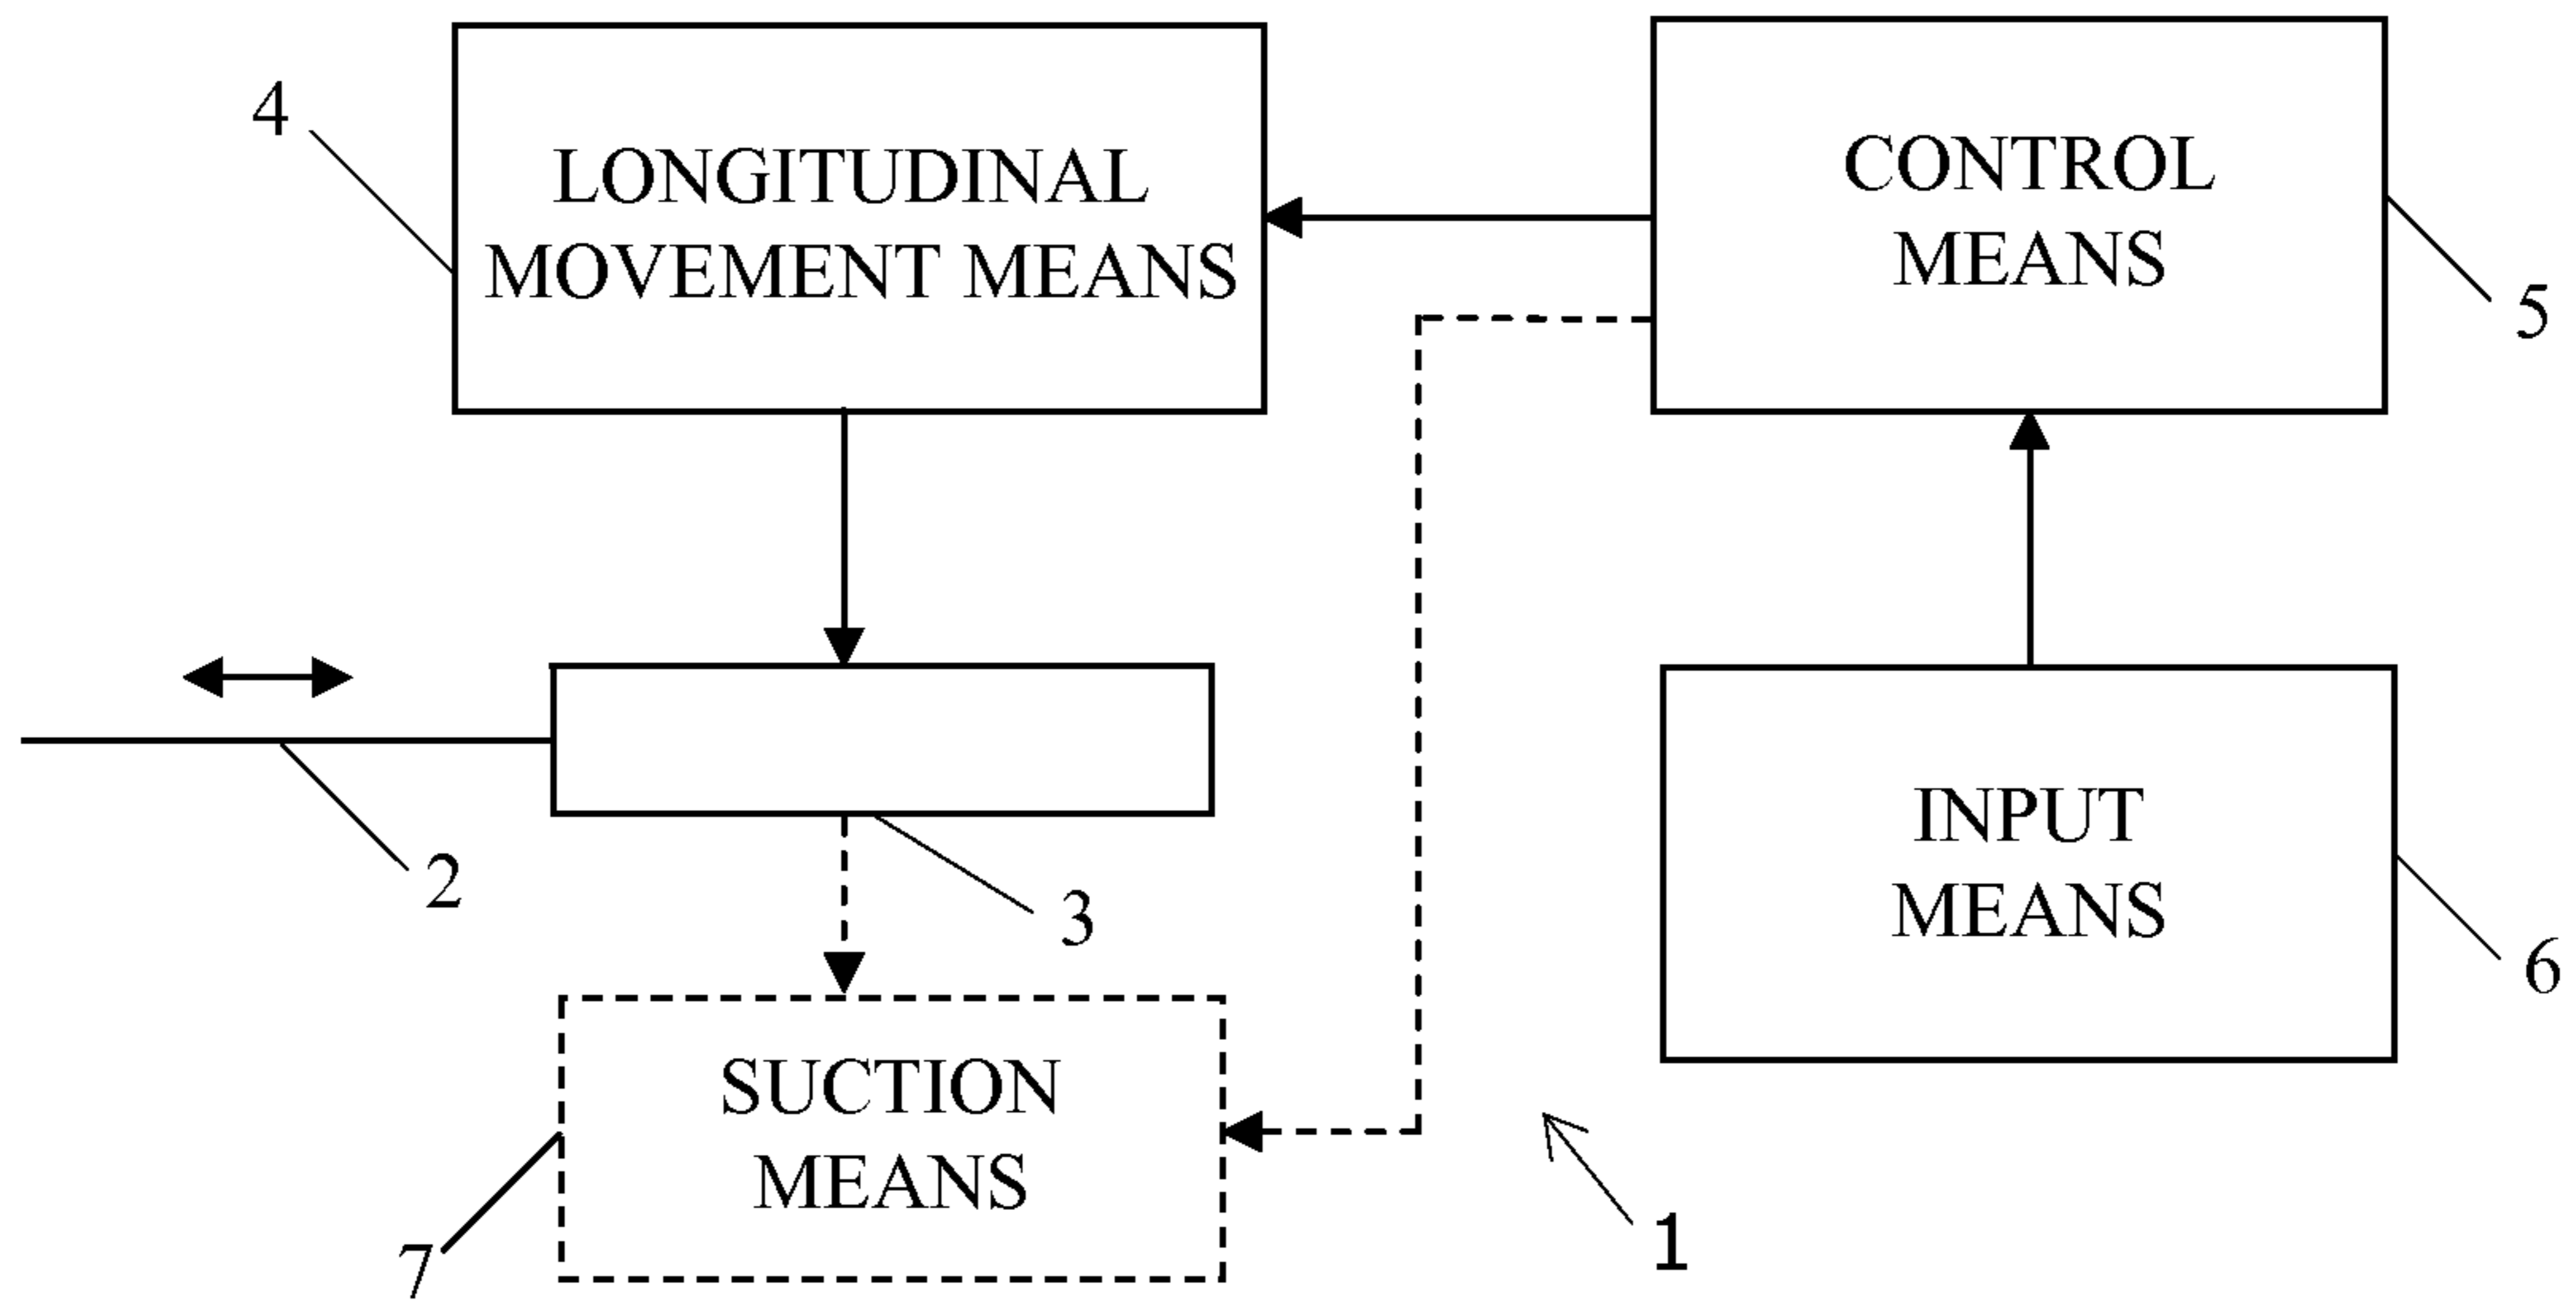 4
LONGITUDINAL
MOVEMENT MEANS
CONTROL
MEANS
5
2
3
INPUT
MEANS
6
SUCTION
MEANS
7
1